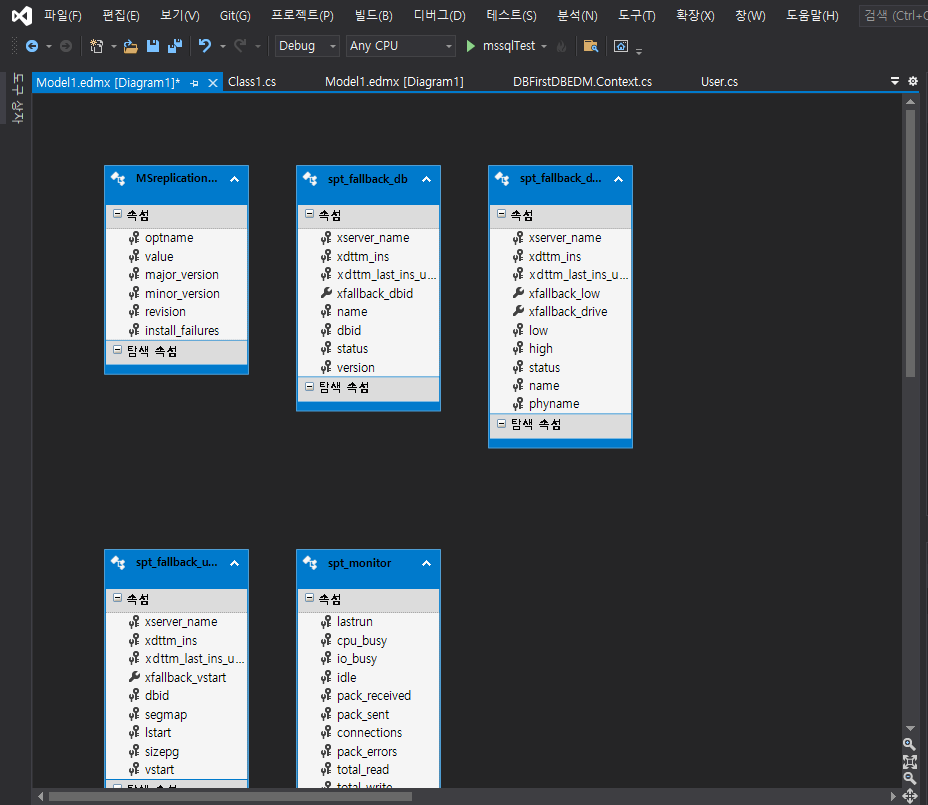 파일(F) 편집(E) 보기(V) Git(G) 프로젝트(P) 빌드(B) 디버그(D) 테스트(S) 분석(N) 도구(T) 확장(X) 창(W) 도움말(H) 검색 (Ctrl+
Debug Any CPU mssqlTest
도구 상자
Model1.edmx [Diagram1]* Class1.cs Model1.edmx [Diagram1] DBFirstDBEDM.Context.cs User.cs
MSreplication...
속성
optname
value
major_version
minor_version
revision
install_failures
탐색 속성
spt_fallback_db
속성
xserver_name
xdttm_ins
xdttm_last_ins_u...
xfallback_dbid
name
dbid
status
version
탐색 속성
spt_fallback_d...
속성
xserver_name
xdttm_ins
xdttm_last_ins_u...
xfallback_low
xfallback_drive
low
high
status
name
phyname
탐색 속성
spt_fallback_u...
속성
xserver_name
xdttm_ins
xdttm_last_ins_u...
xfallback_vstart
dbid
segmap
lstart
sizepg
vstart
탐색 속성
spt_monitor
속성
lastrun
cpu_busy
io_busy
idle
pack_received
pack_sent
connections
pack_errors
total_read
total_write